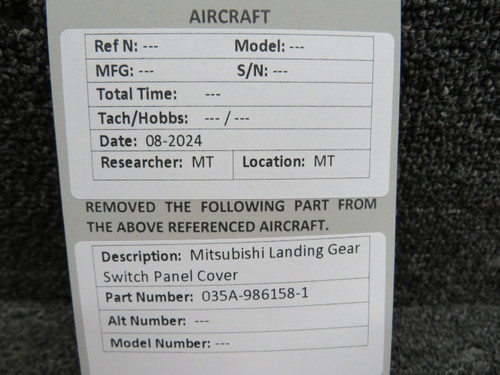 AIRCRAFT
Ref N: --- Model: ---
MFG: --- S/N: ---
Total Time: ---
Tach/Hobbs: --- / ---
Date: 08-2024
Researcher: MT Location: MT
REMOVED THE FOLLOWING PART FROM
THE ABOVE REFERENCED AIRCRAFT.
Description: Mitsubishi Landing Gear
Switch Panel Cover
Part Number: 035A-986158-1
Alt Number: ---
Model Number: ---